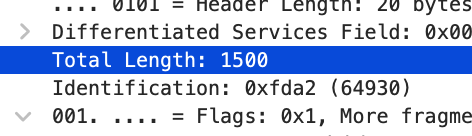 .... 0101 = Header Length: 20 bytes
Differentiated Services Field: 0x00
Total Length: 1500
Identification: 0xfda2 (64930)
001. .... = Flags: 0x1, More fragme